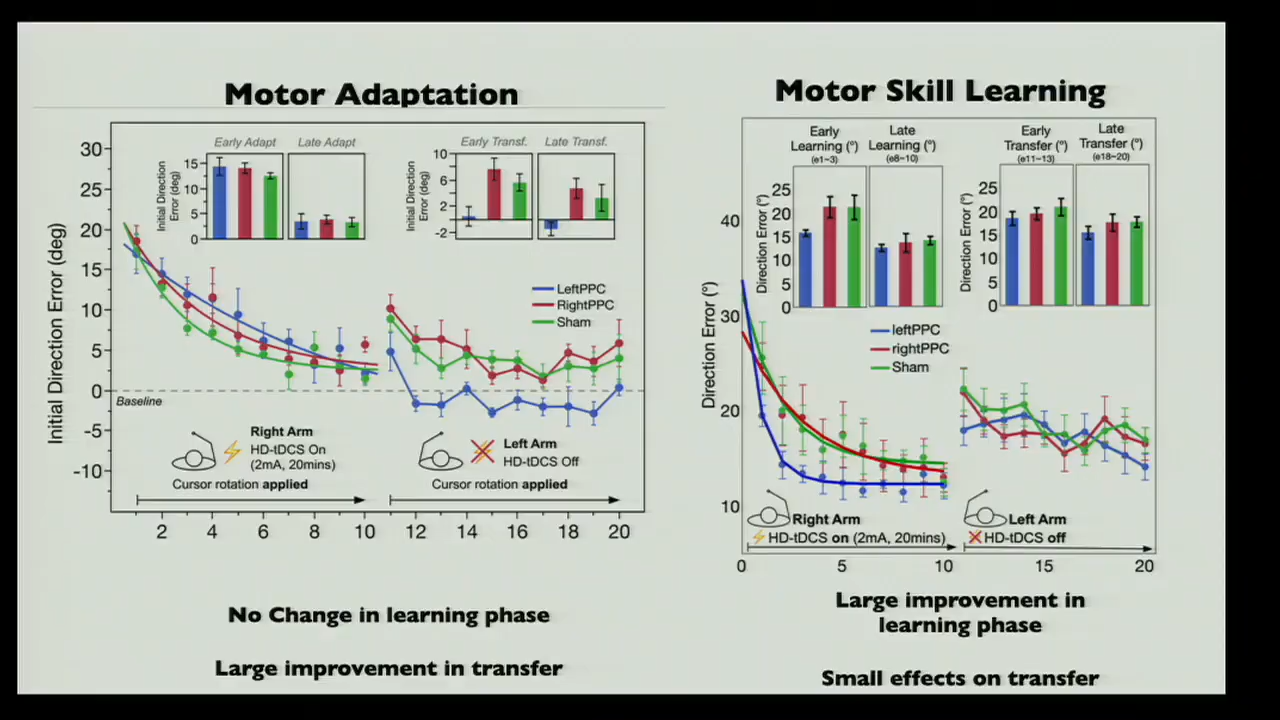 Motor Adaptation
Early Adapt
Late Adapt
Early Transf.
Late Transf.
Initial Direction
Error (deg)
15
10
5
0
Initial Direction
Error (deg)
10
-2
Initial Direction Error (deg)
30
25
20
15
10
5
0
-5
-10
LeftPPC
RightPPC
Sham
Baseline
Right Arm
HD-tDCS On
(2mA, 20mins)
Cursor rotation applied
Left Arm
HD-tDCS Off
Cursor rotation applied
2
4
6
8
10
12
14
16
18
20
No Change in learning phase
Large improvement in transfer
Motor Skill Learning
Early
Learning (°)
(e1~3)
Late
Learning (°)
(e8~10)
Early
Transfer (°)
(e11~13)
Late
Transfer (°)
(e18~20)
Direction Error (°)
25
20
15
10
0
Direction Error (°)
25
20
15
10
0
Direction Error (°)
40
30
20
10
leftPPC
rightPPC
Sham
Right Arm
HD-tDCS on (2mA, 20mins)
Left Arm
HD-tDCS off
0
5
10
15
20
Large improvement in
learning phase
Small effects on transfer